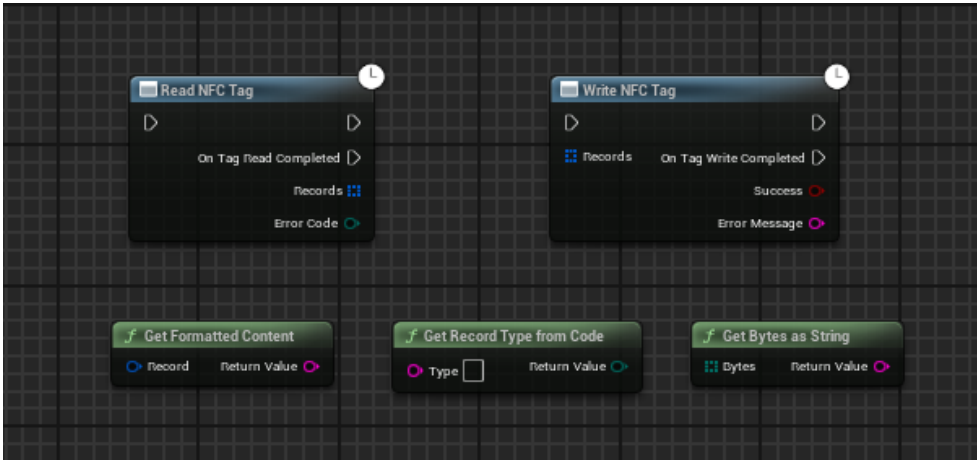 Read NFC Tag
On Tag Read Completed
Records
Error Code
Write NFC Tag
Records On Tag Write Completed
Success
Error Message
Get Formatted Content
Record Return Value
Get Record Type from Code
Type Return Value
Get Bytes as String
Bytes Return Value